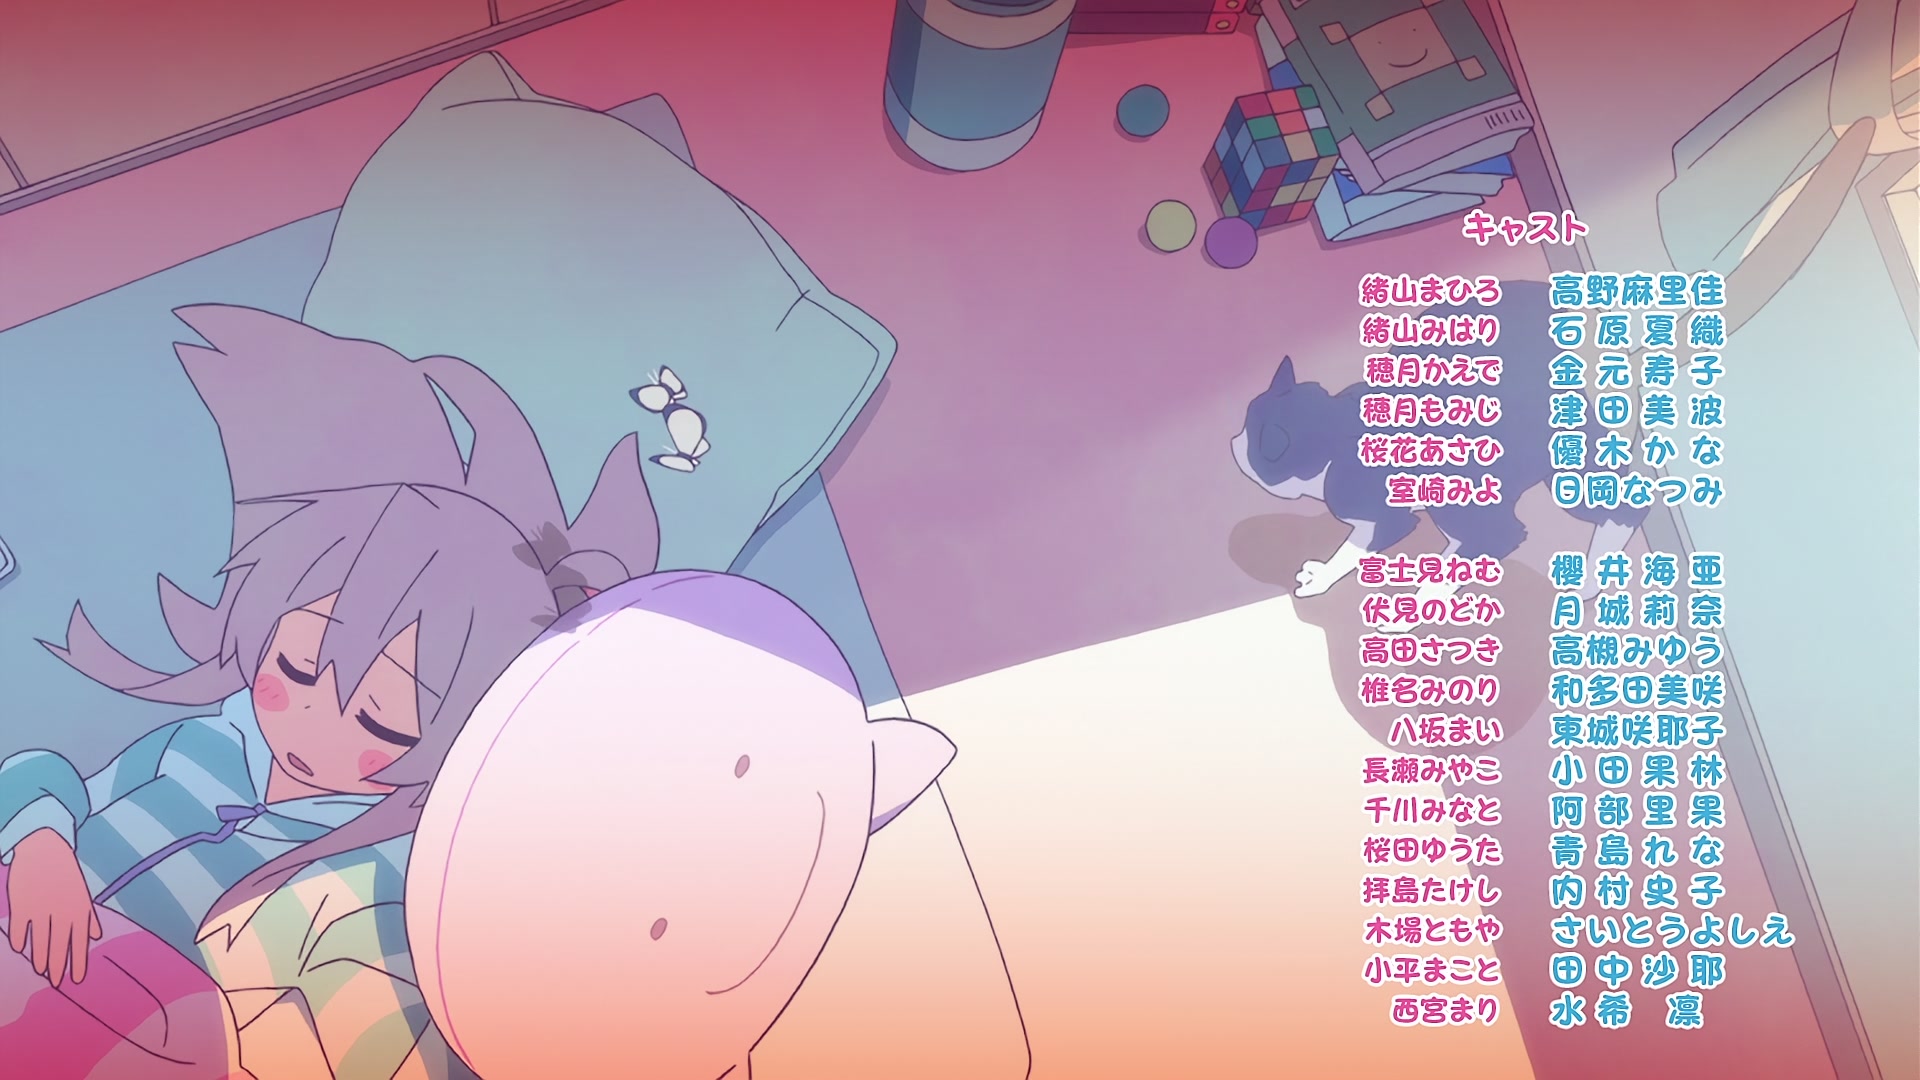 キャスト
緒山まひろ 高野麻里佳
緒山みはり 石原夏織
穂月かえで 金元寿子
穂月もみじ 津田美波
桜花あさひ 優木かな
室崎みよ 日岡なつみ
富士見ねむ 櫻井海亜
伏見のどか 月城莉奈
高田さつき 高槻みゆう
椎名みのり 和多田美咲
八坂まい 東城咲耶子
長瀬みやこ 小田果林
千川みなと 阿部里果
桜田ゆうた 青島れな
拝島たけし 内村史子
木場ともや さいとうよしえ
小平まこと 田中沙耶
西宮まり 水希凛